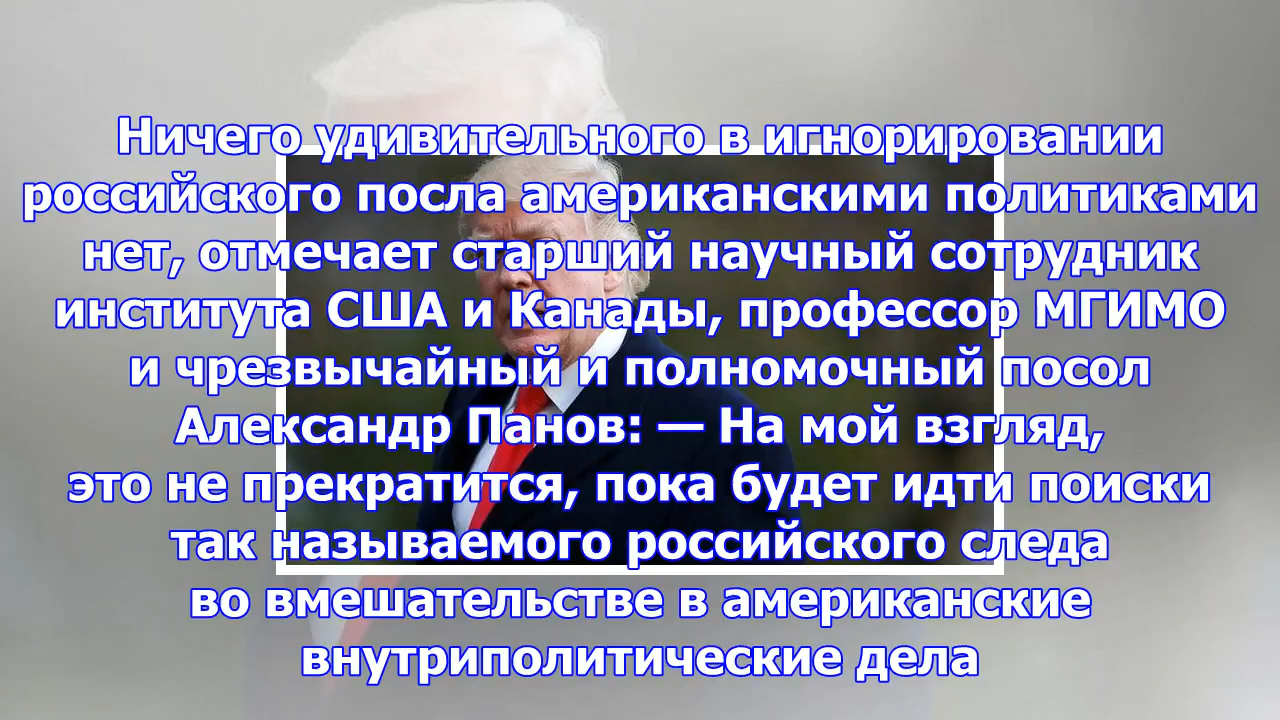 Ничего удивительного в игнорировании
российского посла американскими политиками
нет, отмечает старший научный сотрудник
института США и Канады, профессор МГИМО
и чрезвычайный и полномочный посол
Александр Панов: — На мой взгляд,
это не прекратится, пока будет идти поиски
так называемого российского следа
во вмешательстве в американские
внутриполитические дела